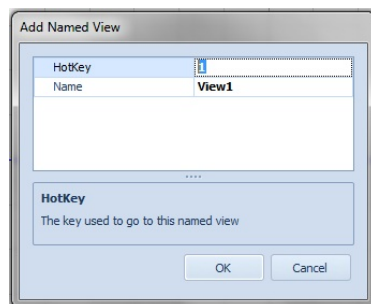 Add Named View
HotKey 1
Name View1
HotKey
The key used to go to this named view
OK Cancel